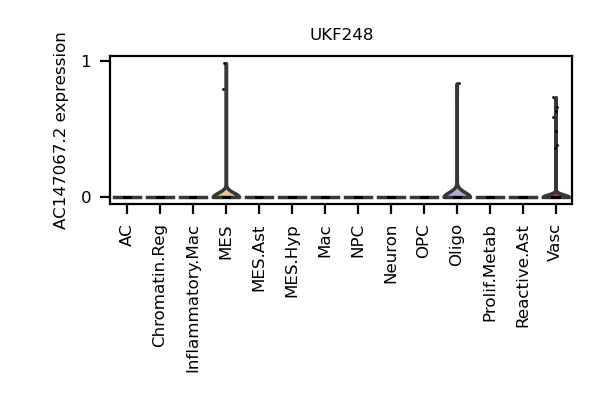 UKF248
AC147067.2 expression
1
0
AC
Chromatin.Reg
Inflammatory.Mac
MES
MES.Ast
MES.Hyp
Mac
NPC
Neuron
OPC
Oligo
Prolif.Metab
Reactive.Ast
Vasc